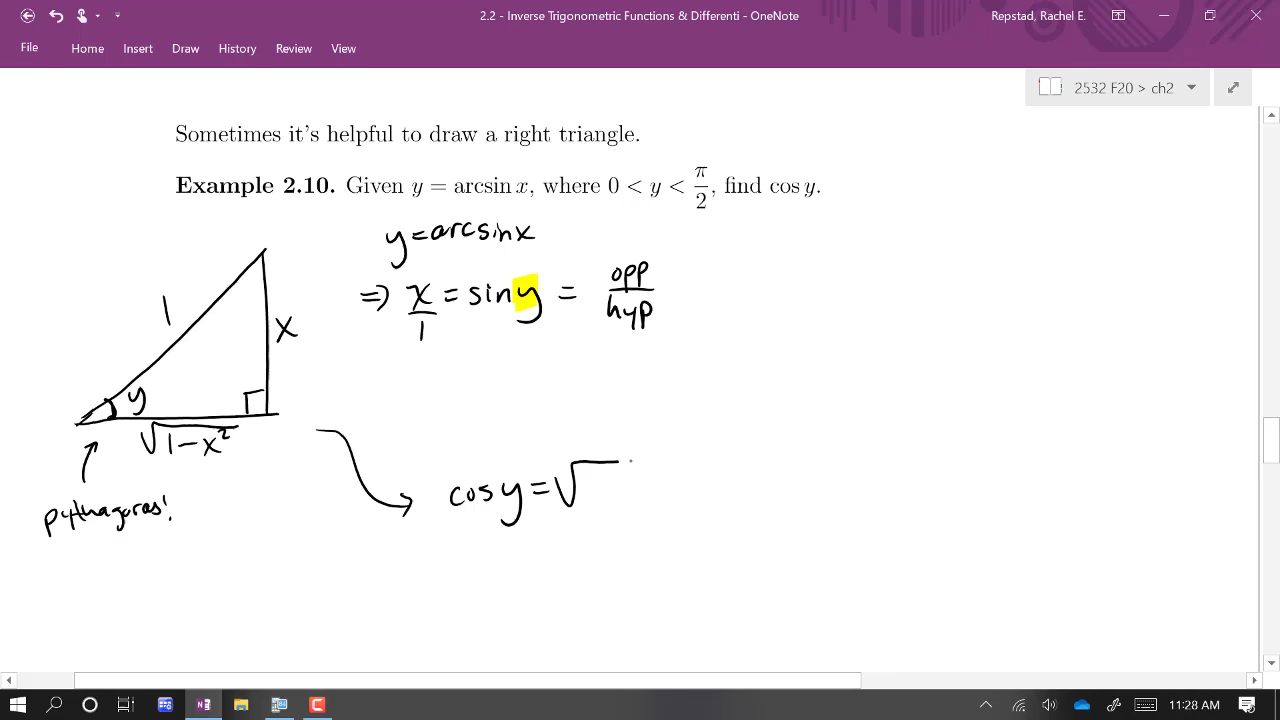 2.2 - Inverse Trigonometric Functions & Differenti - OneNote
Repstad, Rachel E.
File Home Insert Draw History Review View
2532 F20 > ch2
Sometimes it's helpful to draw a right triangle.
Example 2.10. Given y = arcsin x, where 0 < y < π/2, find cos y.
y = arcsinx
⇒ x/1 = sin y = opp/hyp
1
x
y
√1-x²
pythagoras!
cos y = √
11:28 AM